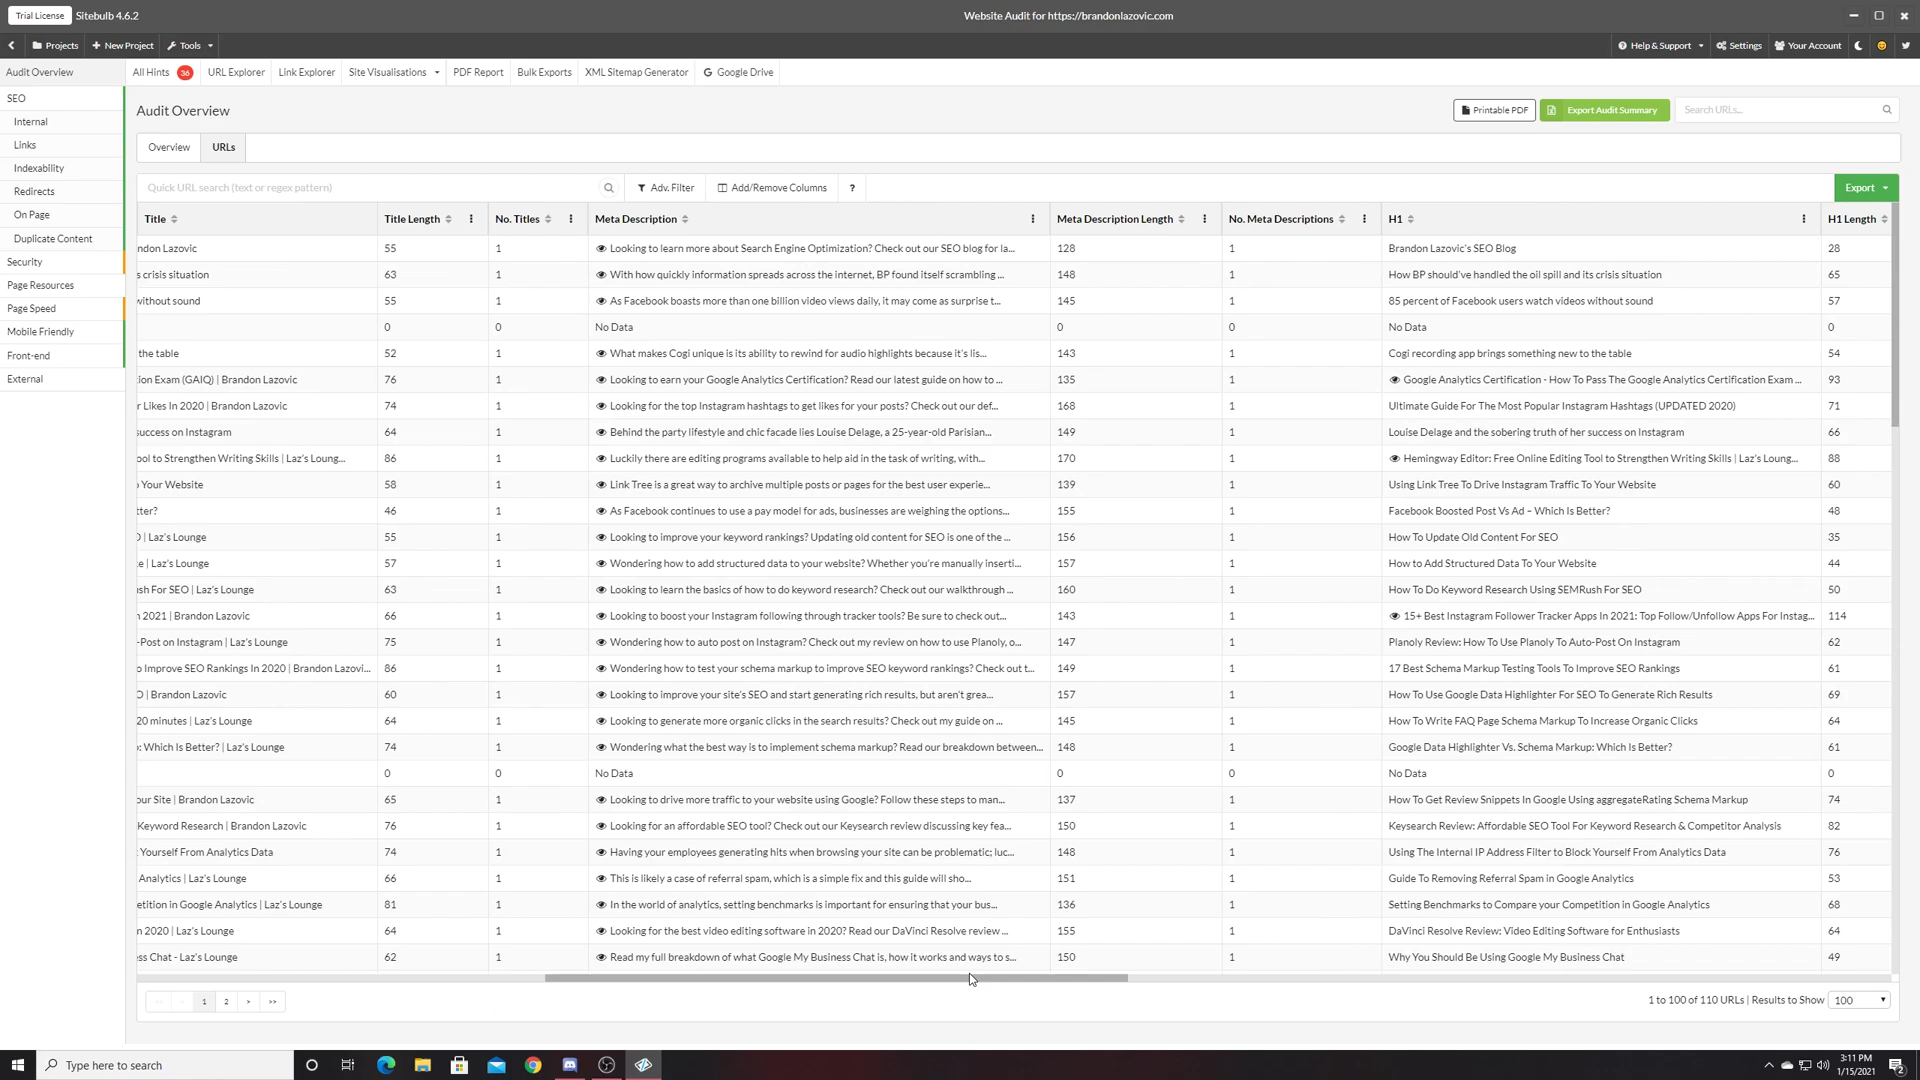 Trial License Sitebulb 4.6.2 Website Audit for https://brandonlazovic.com
Projects New Project Tools Help & Support Settings Your Account
Audit Overview All Hints 36 URL Explorer Link Explorer Site Visualisations PDF Report Bulk Exports XML Sitemap Generator Google Drive
SEO
Internal
Links
Indexability
Redirects
On Page
Duplicate Content
Security
Page Resources
Page Speed
Mobile Friendly
Front-end
External
Audit Overview Printable PDF Export Audit Summary Search URLs...
Overview URLs
Quick URL search (text or regex pattern) Adv. Filter Add/Remove Columns ? Export
Title Title Length No. Titles Meta Description Meta Description Length No. Meta Descriptions H1 H1 Length
ndon Lazovic 55 1 Looking to learn more about Search Engine Optimization? Check out our SEO blog for la... 128 1 Brandon Lazovic's SEO Blog 28
s crisis situation 63 1 With how quickly information spreads across the internet, BP found itself scrambling ... 148 1 How BP should've handled the oil spill and its crisis situation 65
without sound 55 1 As Facebook boasts more than one billion video views daily, it may come as surprise t... 145 1 85 percent of Facebook users watch videos without sound 57
0 0 No Data 0 0 No Data 0
the table 52 1 What makes Cogi unique is its ability to rewind for audio highlights because it's lis... 143 1 Cogi recording app brings something new to the table 54
ion Exam (GAIQ) | Brandon Lazovic 76 1 Looking to earn your Google Analytics Certification? Read our latest guide on how to ... 135 1 Google Analytics Certification - How To Pass The Google Analytics Certification Exam ... 93
r Likes In 2020 | Brandon Lazovic 74 1 Looking for the top Instagram hashtags to get likes for your posts? Check out our def... 168 1 Ultimate Guide For The Most Popular Instagram Hashtags (UPDATED 2020) 71
success on Instagram 64 1 Behind the party lifestyle and chic facade lies Louise Delage, a 25-year-old Parisian... 149 1 Louise Delage and the sobering truth of her success on Instagram 66
ool to Strengthen Writing Skills | Laz's Loung... 86 1 Luckily there are editing programs available to help aid in the task of writing, with... 170 1 Hemingway Editor: Free Online Editing Tool to Strengthen Writing Skills | Laz's Loung... 88
o Your Website 58 1 Link Tree is a great way to archive multiple posts or pages for the best user experie... 139 1 Using Link Tree To Drive Instagram Traffic To Your Website 60
tter? 46 1 As Facebook continues to use a pay model for ads, businesses are weighing the options... 155 1 Facebook Boosted Post Vs Ad – Which Is Better? 48
O | Laz's Lounge 55 1 Looking to improve your keyword rankings? Updating old content for SEO is one of the ... 156 1 How To Update Old Content For SEO 35
e | Laz's Lounge 57 1 Wondering how to add structured data to your website? Whether you're manually inserti... 157 1 How to Add Structured Data To Your Website 44
sh For SEO | Laz's Lounge 63 1 Looking to learn the basics of how to do keyword research? Check out our walkthrough ... 160 1 How To Do Keyword Research Using SEMRush For SEO 50
n 2021 | Brandon Lazovic 66 1 Looking to boost your Instagram following through tracker tools? Be sure to check out... 143 1 15+ Best Instagram Follower Tracker Apps In 2021: Top Follow/Unfollow Apps For Instag... 114
-Post on Instagram | Laz's Lounge 75 1 Wondering how to auto post on Instagram? Check out my review on how to use Planoly, o... 147 1 Planoly Review: How To Use Planoly To Auto-Post On Instagram 62
o Improve SEO Rankings In 2020 | Brandon Lazovi... 86 1 Wondering how to test your schema markup to improve SEO keyword rankings? Check out t... 149 1 17 Best Schema Markup Testing Tools To Improve SEO Rankings 61
O | Brandon Lazovic 60 1 Looking to improve your site's SEO and start generating rich results, but aren't grea... 157 1 How To Use Google Data Highlighter For SEO To Generate Rich Results 69
20 minutes | Laz's Lounge 64 1 Looking to generate more organic clicks in the search results? Check out my guide on ... 145 1 How To Write FAQ Page Schema Markup To Increase Organic Clicks 64
: Which Is Better? | Laz's Lounge 74 1 Wondering what the best way is to implement schema markup? Read our breakdown between... 148 1 Google Data Highlighter Vs. Schema Markup: Which Is Better? 61
0 0 No Data 0 0 No Data 0
our Site | Brandon Lazovic 65 1 Looking to drive more traffic to your website using Google? Follow these steps to man... 137 1 How To Get Review Snippets In Google Using aggregateRating Schema Markup 74
Keyword Research | Brandon Lazovic 76 1 Looking for an affordable SEO tool? Check out our Keysearch review discussing key fea... 150 1 Keysearch Review: Affordable SEO Tool For Keyword Research & Competitor Analysis 82
Yourself From Analytics Data 74 1 Having your employees generating hits when browsing your site can be problematic; luc... 148 1 Using The Internal IP Address Filter to Block Yourself From Analytics Data 76
Analytics | Laz's Lounge 66 1 This is likely a case of referral spam, which is a simple fix and this guide will sho... 151 1 Guide To Removing Referral Spam in Google Analytics 53
etition in Google Analytics | Laz's Lounge 81 1 In the world of analytics, setting benchmarks is important for ensuring that your bus... 136 1 Setting Benchmarks to Compare your Competition in Google Analytics 68
n 2020 | Laz's Lounge 64 1 Looking for the best video editing software in 2020? Read our DaVinci Resolve review ... 155 1 DaVinci Resolve Review: Video Editing Software for Enthusiasts 64
ss Chat - Laz's Lounge 62 1 Read my full breakdown of what Google My Business Chat is, how it works and ways to s... 150 1 Why You Should Be Using Google My Business Chat 49
<< < 1 2 > >> 1 to 100 of 110 URLs | Results to Show 100
Type here to search 3:11 PM
1/15/2021 2